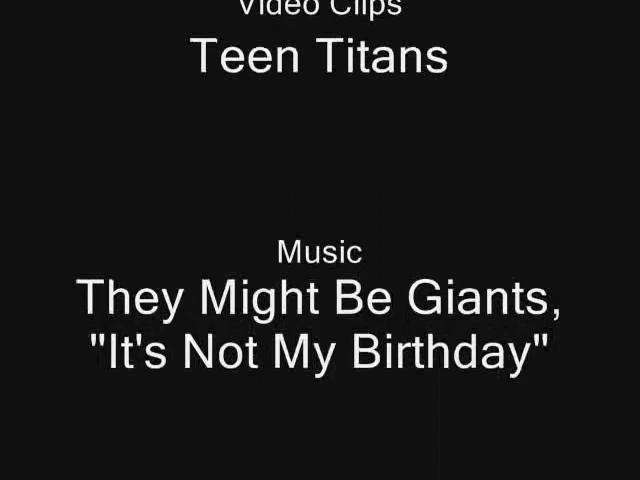 Video Clips
Teen Titans
Music
They Might Be Giants,
"It's Not My Birthday"